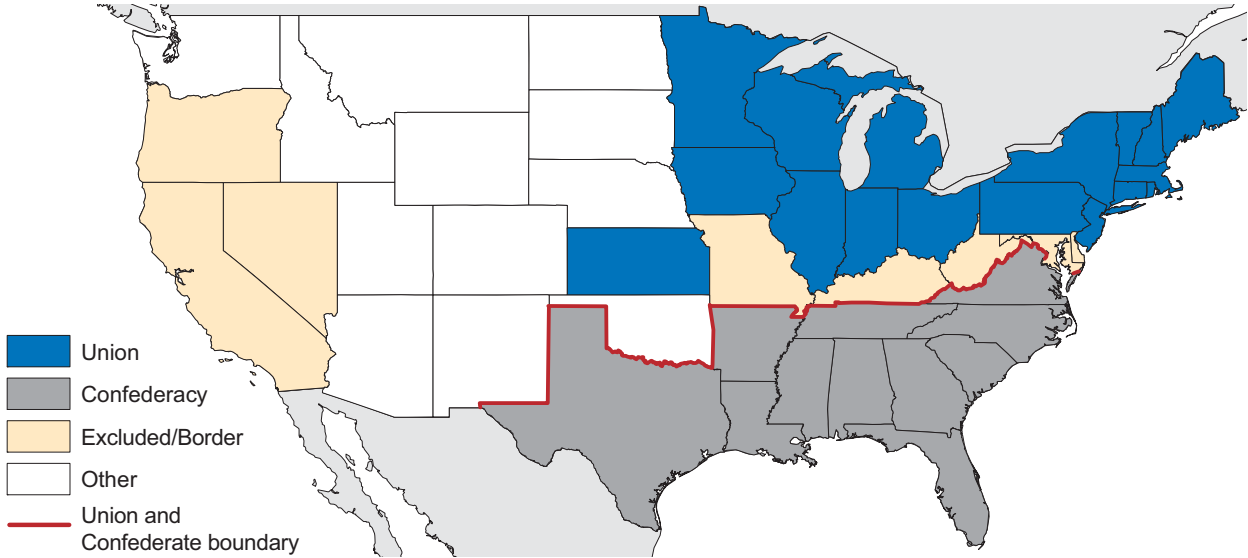 Union
Confederacy
Excluded/Border
Other
Union and
Confederate boundary